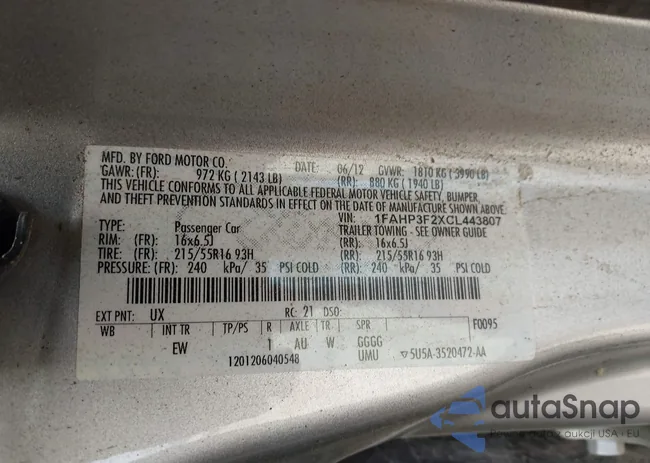 MFD. BY FORD MOTOR CO.
DATE: 06/12 GVWR: 1810 KG (3990 LB)
GAWR: (FR): 972 KG (2143 LB) (RR): 880 KG (1940 LB)
THIS VEHICLE CONFORMS TO ALL APPLICABLE FEDERAL MOTOR VEHICLE SAFETY, BUMPER,
AND THEFT PREVENTION STANDARDS IN EFFECT ON THE DATE OF MANUFACTURE SHOWN ABOVE.
VIN: 1FAHP3F2XCL443807
TYPE: Passenger Car TRAILER TOWING - SEE OWNER GUIDE
RIM: (FR): 16x6.5J (RR): 16x6.5J
TIRE: (FR): 215/55R16 93H (RR): 215/55R16 93H
PRESSURE: (FR): 240 kPa/ 35 PSI COLD (RR): 240 kPa/ 35 PSI COLD
EXT PNT: UX RC: 21 DSO: F0095
WB INT TR TP/PS R AXLE TR SPR
EW 1 AU W GGGG
1201206040548 UMU ▽5U5A-3520472-AA
autaSnap
aukcji USA i EU